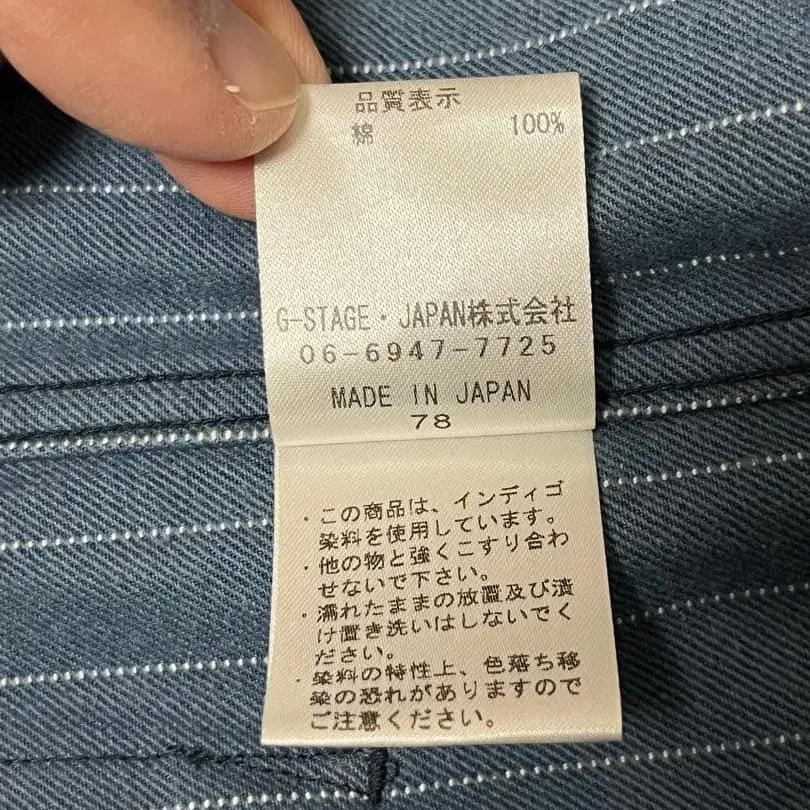 品質表示
綿 100%
G-STAGE・JAPAN株式会社
06-6947-7725
MADE IN JAPAN
78
・この商品は、インディゴ
染料を使用しています。
・他の物と強くこすり合わ
せないで下さい。
・濡れたままの放置及び漬
け置き洗いはしないでく
ださい。
・染料の特性上、色落ち移
染の恐れがありますので
ご注意ください。